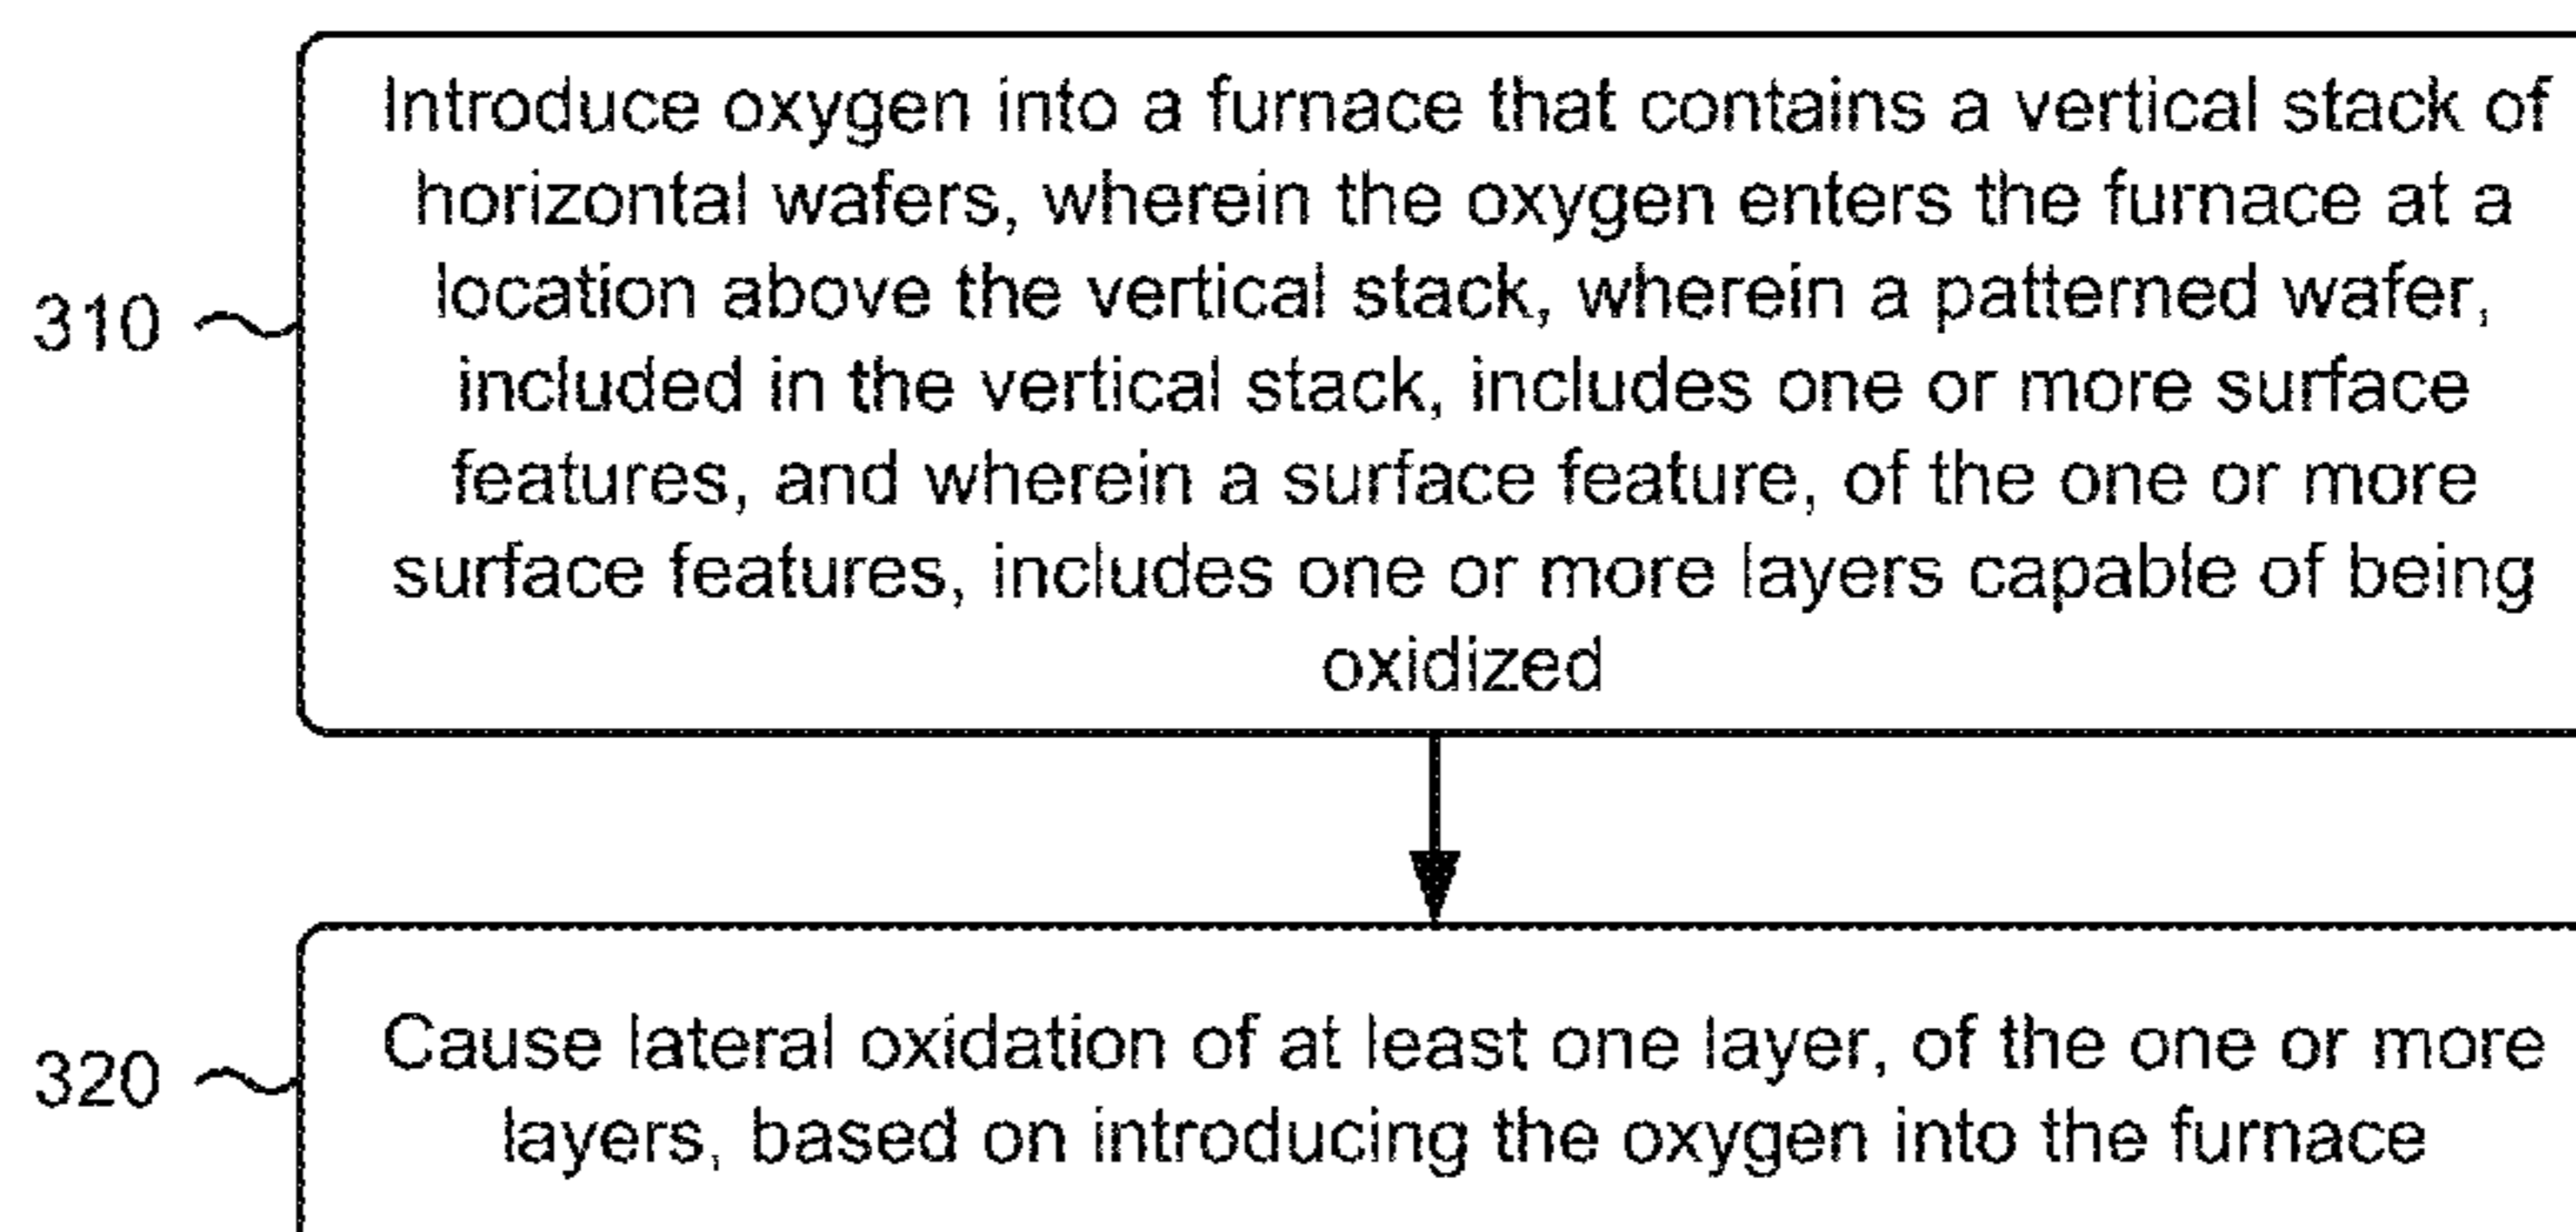 Introduce oxygen into a furnace that contains a vertical stack of
horizontal wafers, wherein the oxygen enters the furnace at a
location above the vertical stack, wherein a patterned wafer,
310
included in the vertical stack, includes one or more surface
features, and wherein a surface feature, of the one or more
surface features, includes one or more layers capable of being
oxidized
Cause lateral oxidation of at least one layer, of the one or more
320
layers, based on introducing the oxygen into the furnace